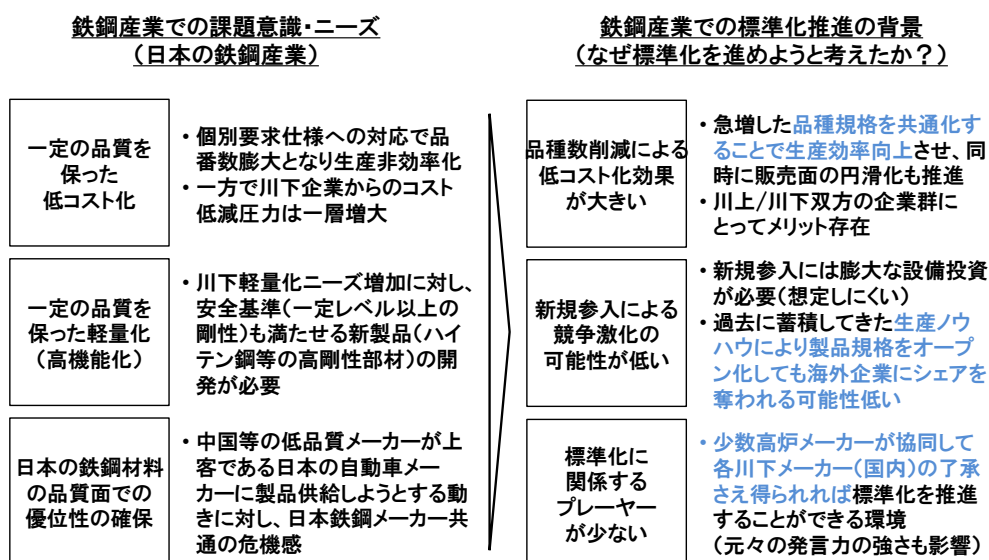 鉄鋼産業での課題意識・ニーズ
(日本の鉄鋼産業)
一定の品質を
保った
低コスト化
・個別要求仕様への対応で品
番数膨大となり生産非効率化
・一方で川下企業からのコスト
低減圧力は一層増大
一定の品質を
保った軽量化
(高機能化)
・川下軽量化ニーズ増加に対し、
安全基準(一定レベル以上の
剛性)も満たせる新製品(ハイ
テン鋼等の高剛性部材)の開
発が必要
日本の鉄鋼材料
の品質面での
優位性の確保
・中国等の低品質メーカーが上
客である日本の自動車メー
カーに製品供給しようとする動
きに対し、日本鉄鋼メーカー共
通の危機感
鉄鋼産業での標準化推進の背景
(なぜ標準化を進めようと考えたか?)
品種数削減による
低コスト化効果
が大きい
・急増した品種規格を共通化す
ることで生産効率向上させ、同
時に販売面の円滑化も推進
・川上/川下双方の企業群に
とってメリット存在
新規参入による
競争激化の
可能性が低い
・新規参入には膨大な設備投資
が必要(想定しにくい)
・過去に蓄積してきた生産ノウ
ハウにより製品規格をオープ
ン化しても海外企業にシェアを
奪われる可能性低い
標準化に
関係する
プレーヤー
が少ない
・少数高炉メーカーが協同して
各川下メーカー(国内)の了承
さえ得られれば標準化を推進
することができる環境
(元々の発言力の強さも影響)